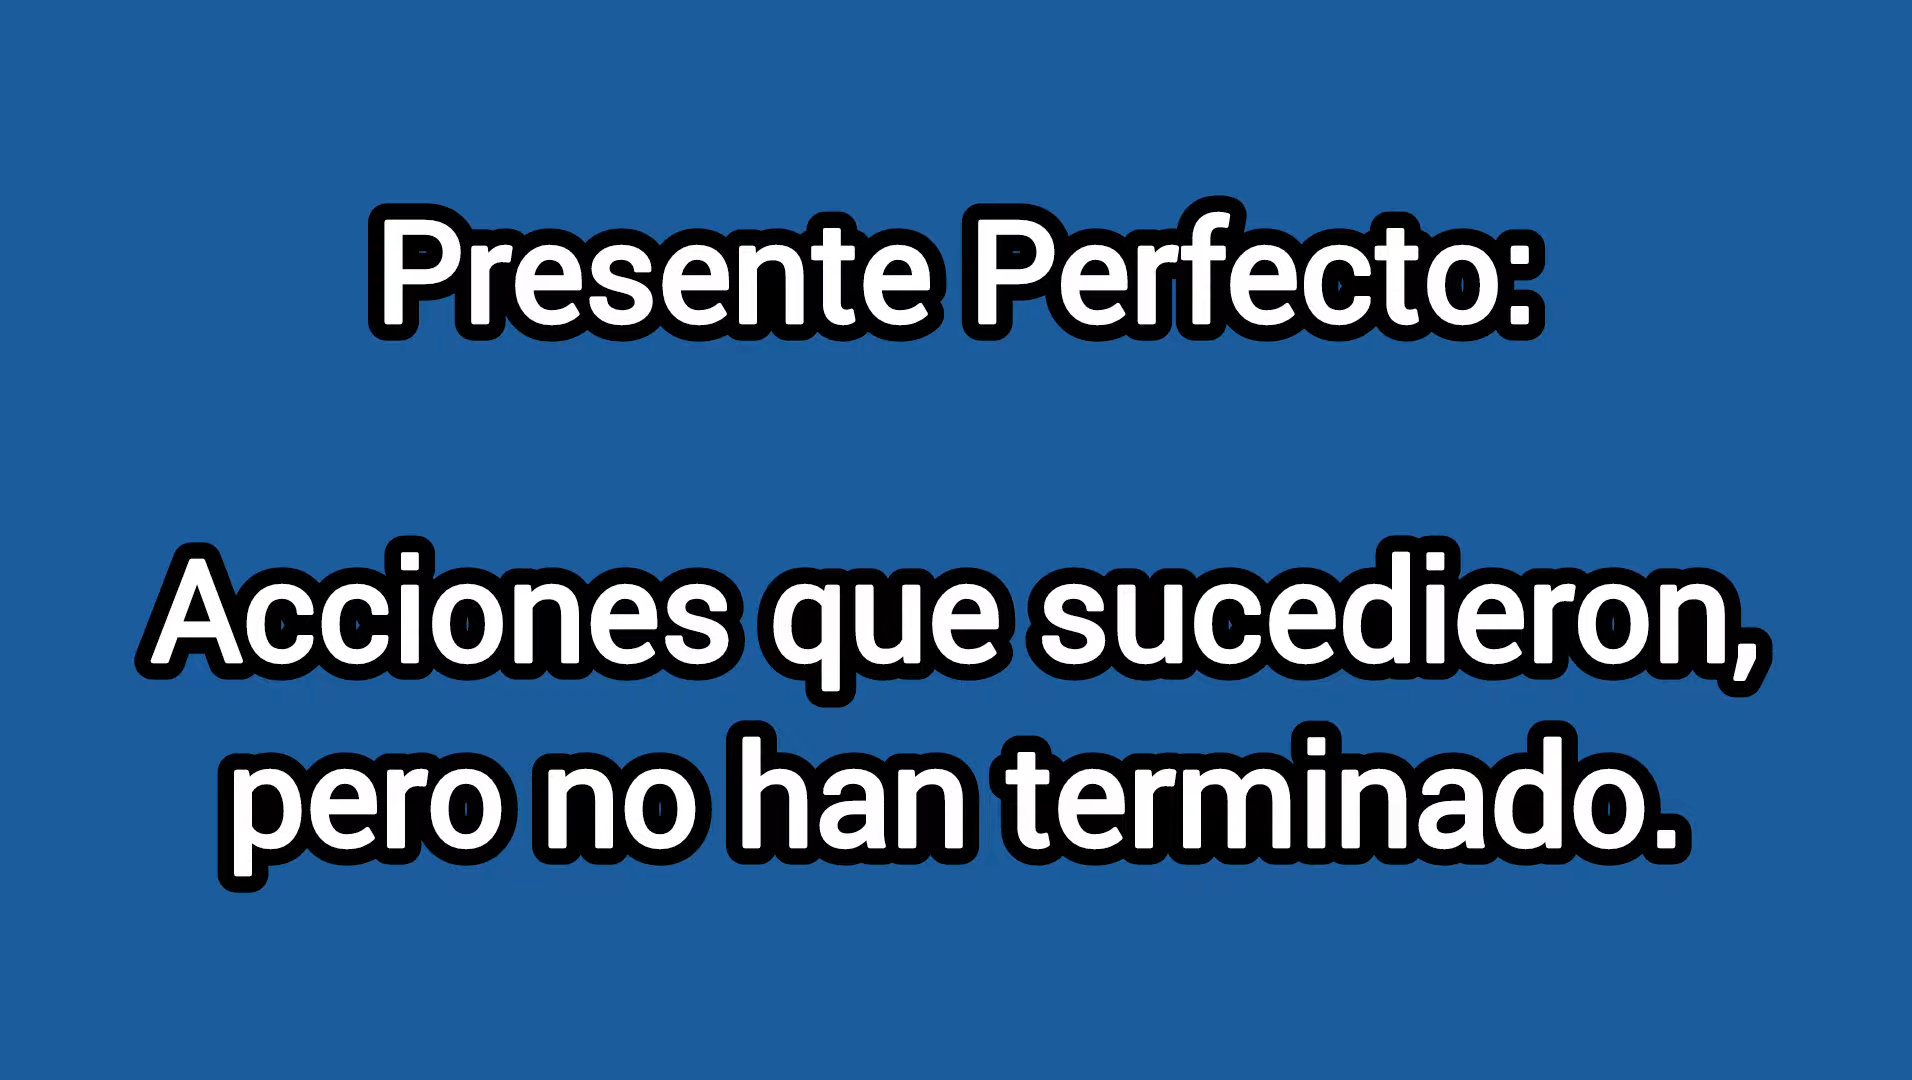 Presente Perfecto:
Acciones que sucedieron,
pero no han terminado.